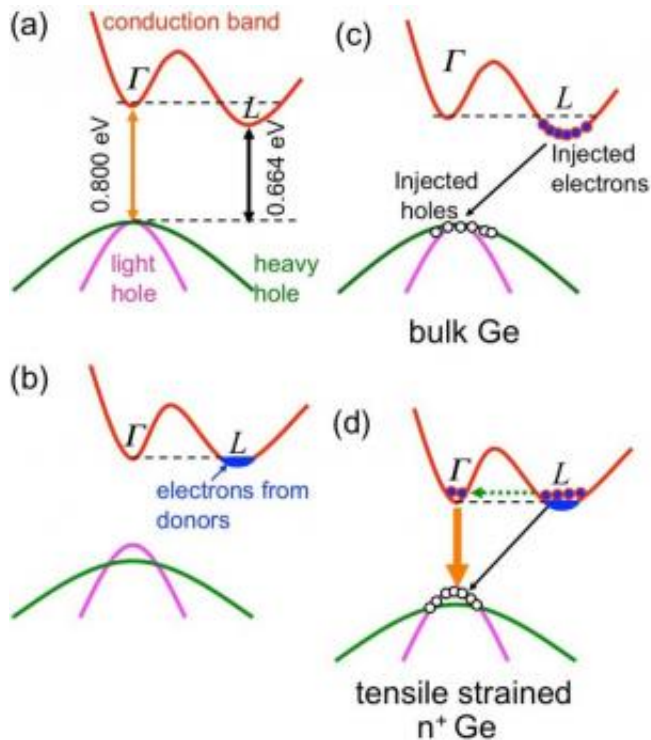 (a)
conduction band
Γ
L
0.800 eV
0.664 eV
light
hole
heavy
hole
(b)
Γ
L
electrons from
donors
(c)
Γ
L
Injected
electrons
Injected
holes
bulk Ge
(d)
Γ
L
tensile strained
n⁺ Ge